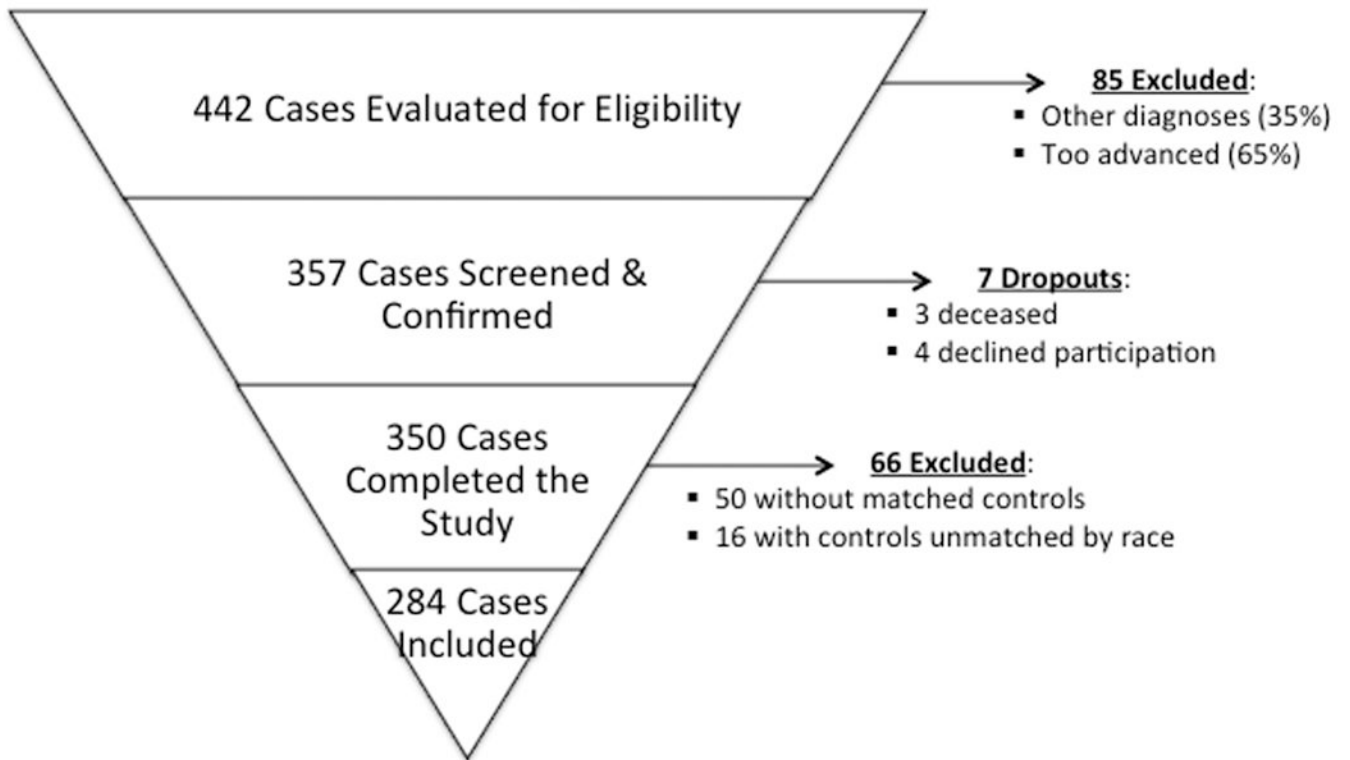 442 Cases Evaluated for Eligibility
85 Excluded:
▪ Other diagnoses (35%)
▪ Too advanced (65%)
357 Cases Screened &
Confirmed
7 Dropouts:
▪ 3 deceased
▪ 4 declined participation
350 Cases
Completed the
Study
66 Excluded:
▪ 50 without matched controls
▪ 16 with controls unmatched by race
284 Cases
Included